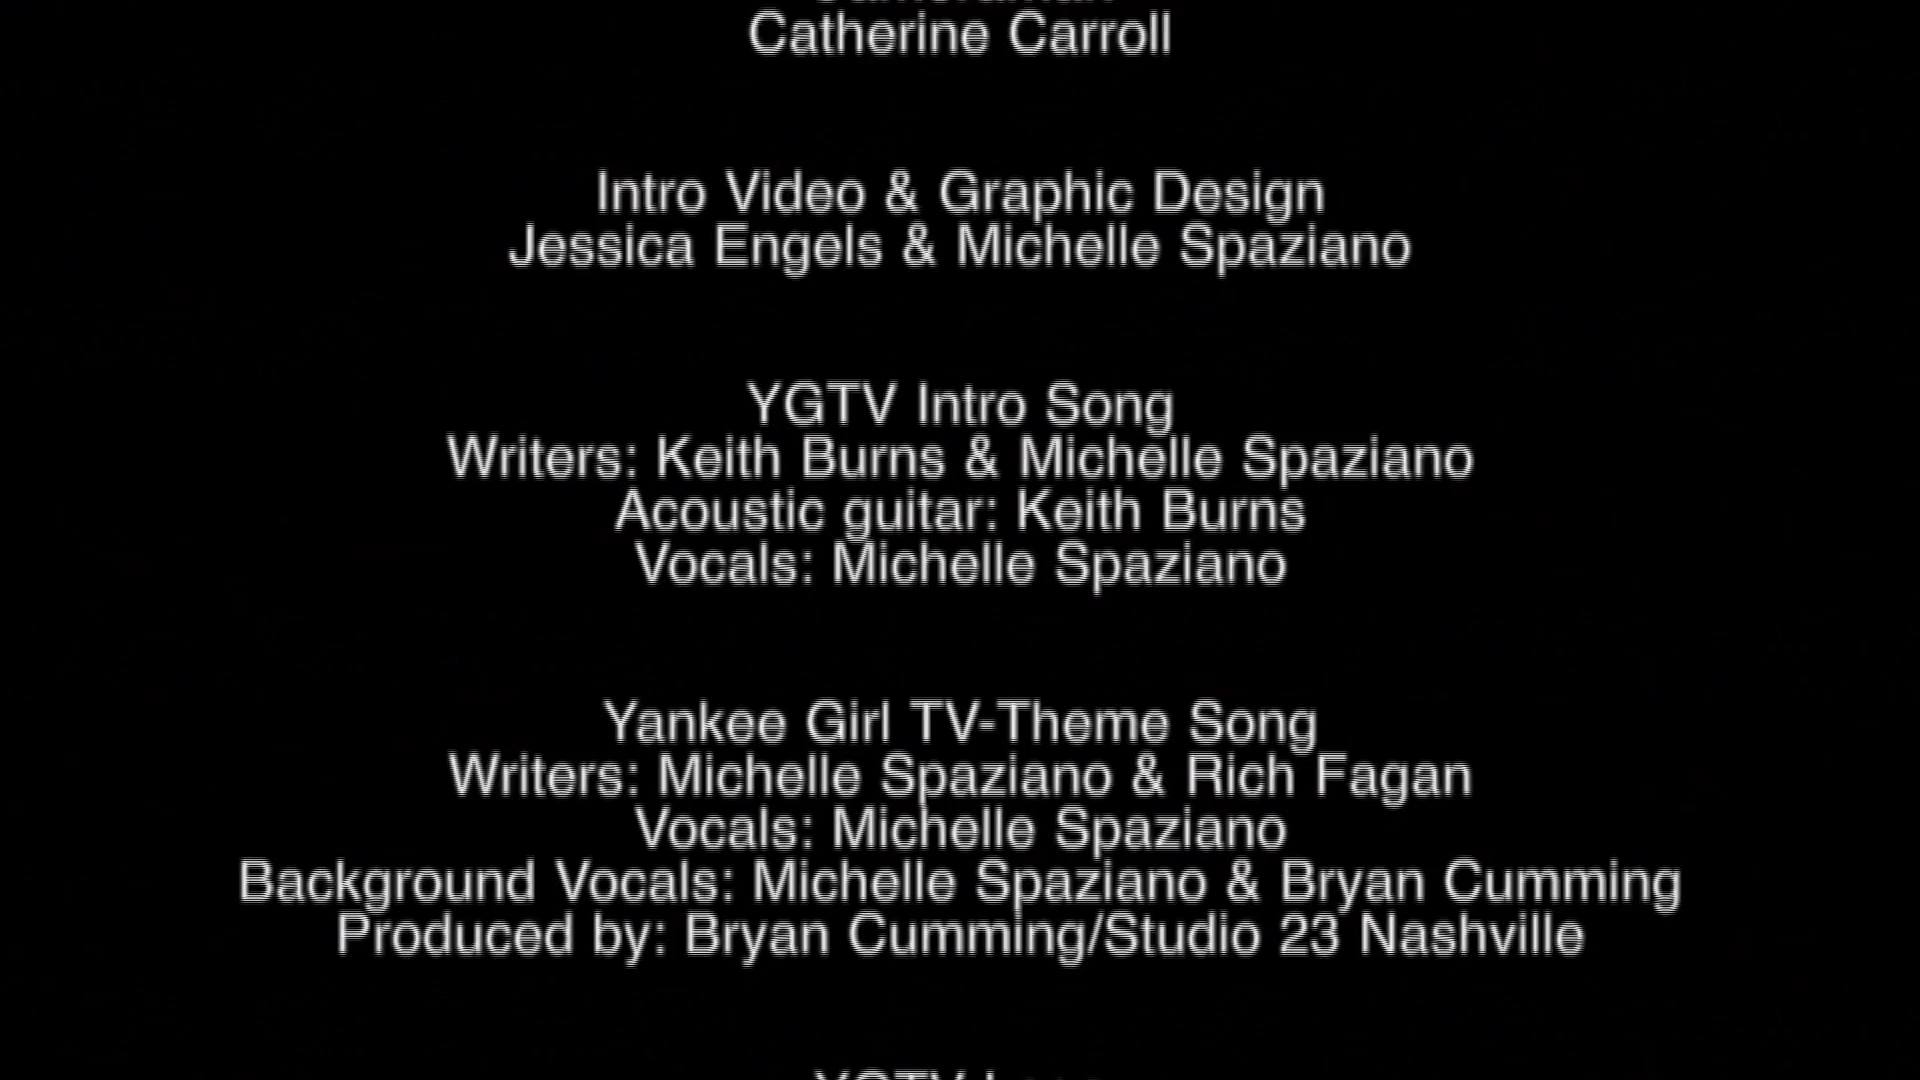 Catherine Carroll
Intro Video & Graphic Design
Jessica Engels & Michelle Spaziano
YGTV Intro Song
Writers: Keith Burns & Michelle Spaziano
Acoustic guitar: Keith Burns
Vocals: Michelle Spaziano
Yankee Girl TV-Theme Song
Writers: Michelle Spaziano & Rich Fagan
Vocals: Michelle Spaziano
Background Vocals: Michelle Spaziano & Bryan Cumming
Produced by: Bryan Cumming/Studio 23 Nashville
YGTV